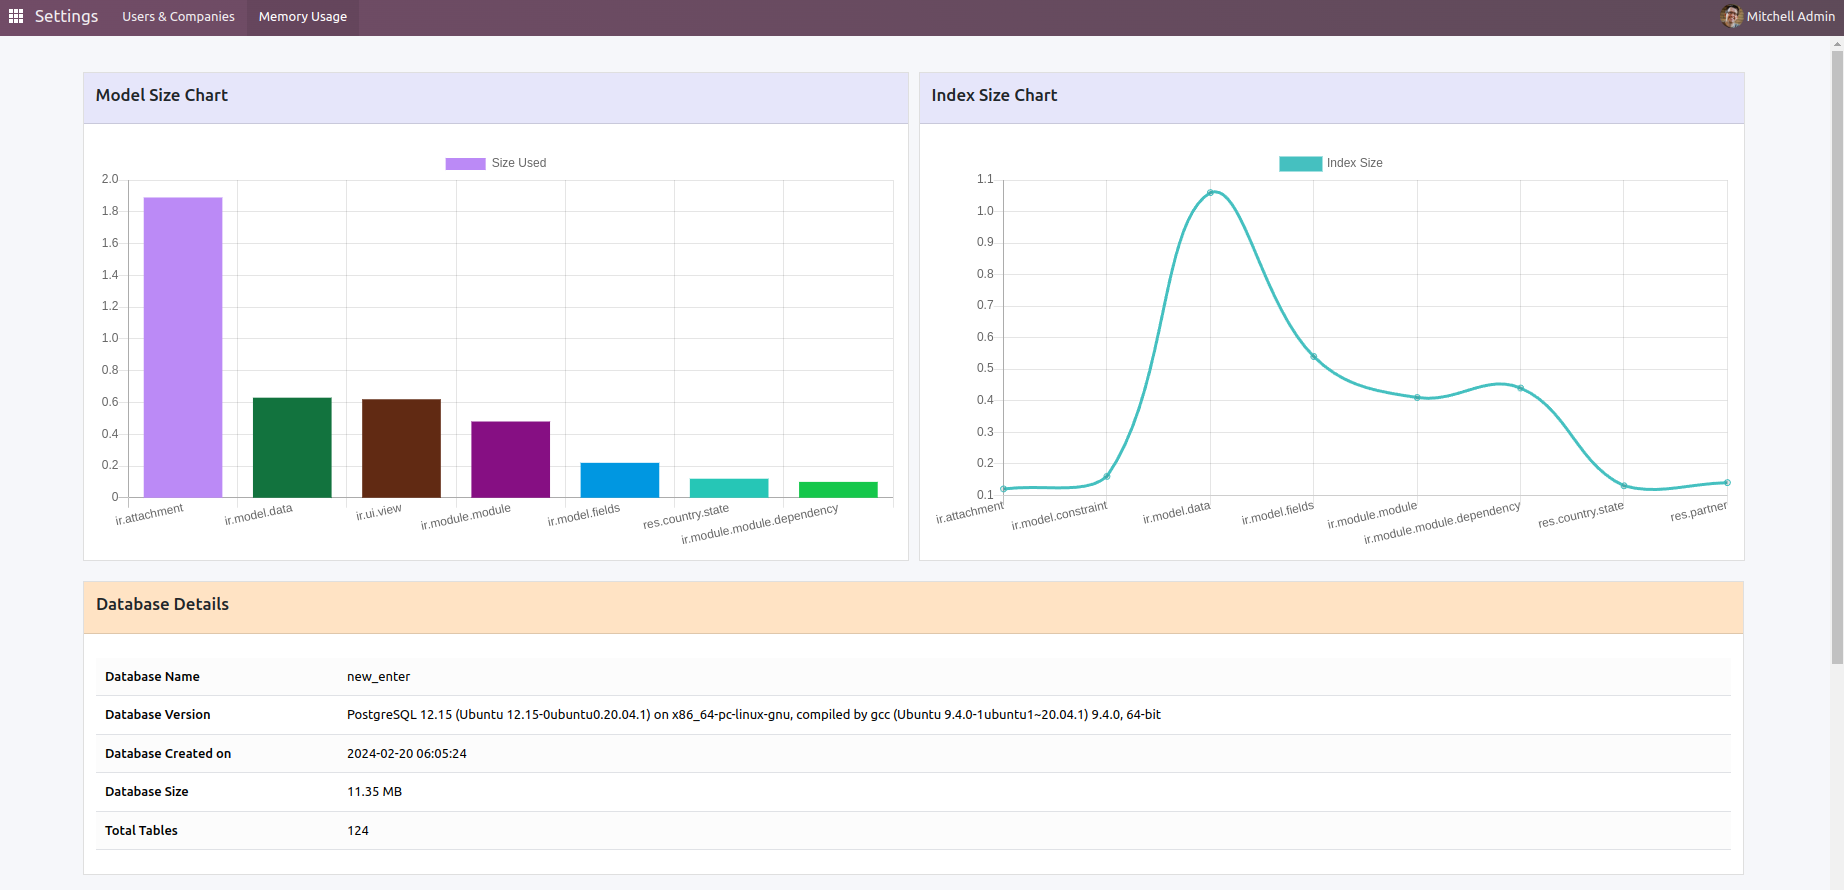 Settings Users & Companies Memory Usage Mitchell Admin
Model Size Chart
Size Used
2.0
1.8
1.6
1.4
1.2
1.0
0.8
0.6
0.4
0.2
0
ir.attachment
ir.model.data
ir.ui.view
ir.module.module
ir.model.fields
res.country.state
ir.module.module.dependency
Index Size Chart
Index Size
1.1
1.0
0.9
0.8
0.7
0.6
0.5
0.4
0.3
0.2
0.1
ir.attachment
ir.model.constraint
ir.model.data
ir.model.fields
ir.module.module
ir.module.module.dependency
res.country.state
res.partner
Database Details
Database Name new_enter
Database Version PostgreSQL 12.15 (Ubuntu 12.15-0ubuntu0.20.04.1) on x86_64-pc-linux-gnu, compiled by gcc (Ubuntu 9.4.0-1ubuntu1~20.04.1) 9.4.0, 64-bit
Database Created on 2024-02-20 06:05:24
Database Size 11.35 MB
Total Tables 124